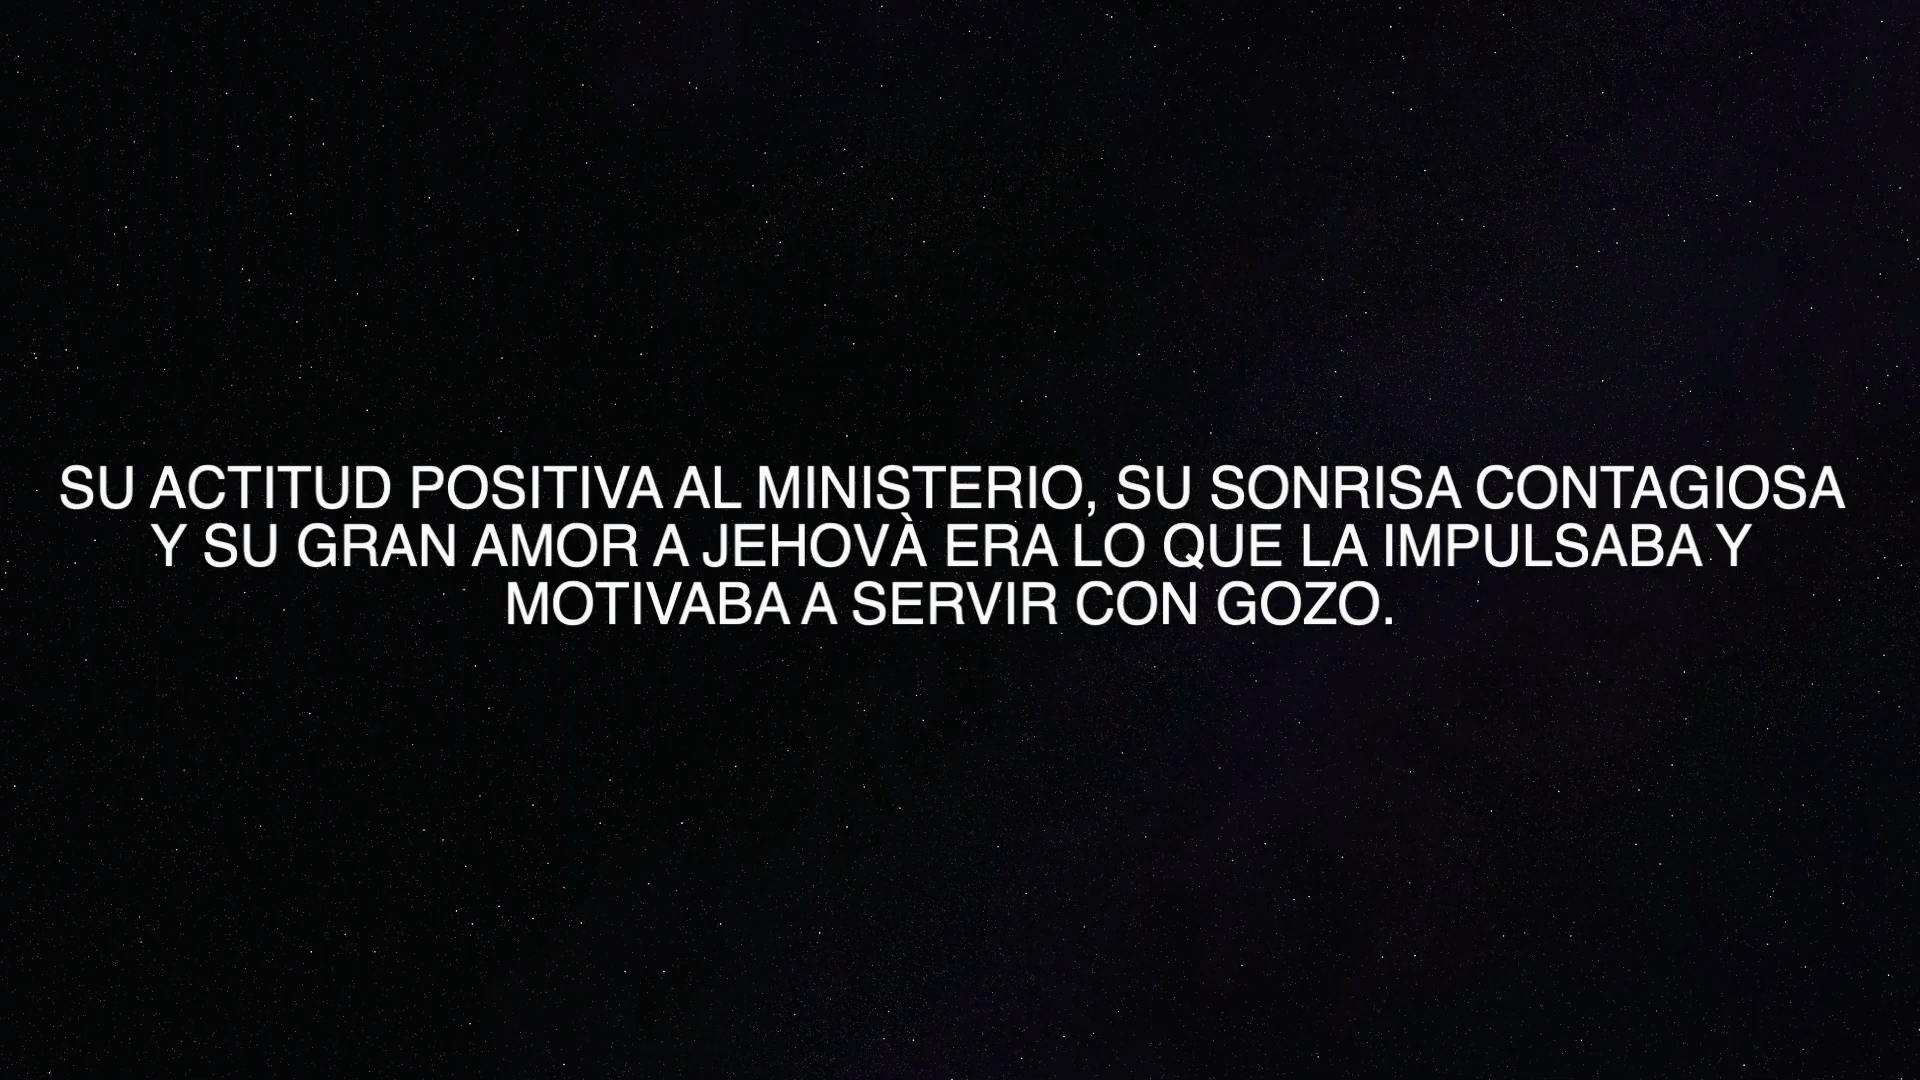 SU ACTITUD POSITIVA AL MINISTERIO, SU SONRISA CONTAGIOSA
Y SU GRAN AMOR A JEHOVÀ ERA LO QUE LA IMPULSABA Y
MOTIVABA A SERVIR CON GOZO.